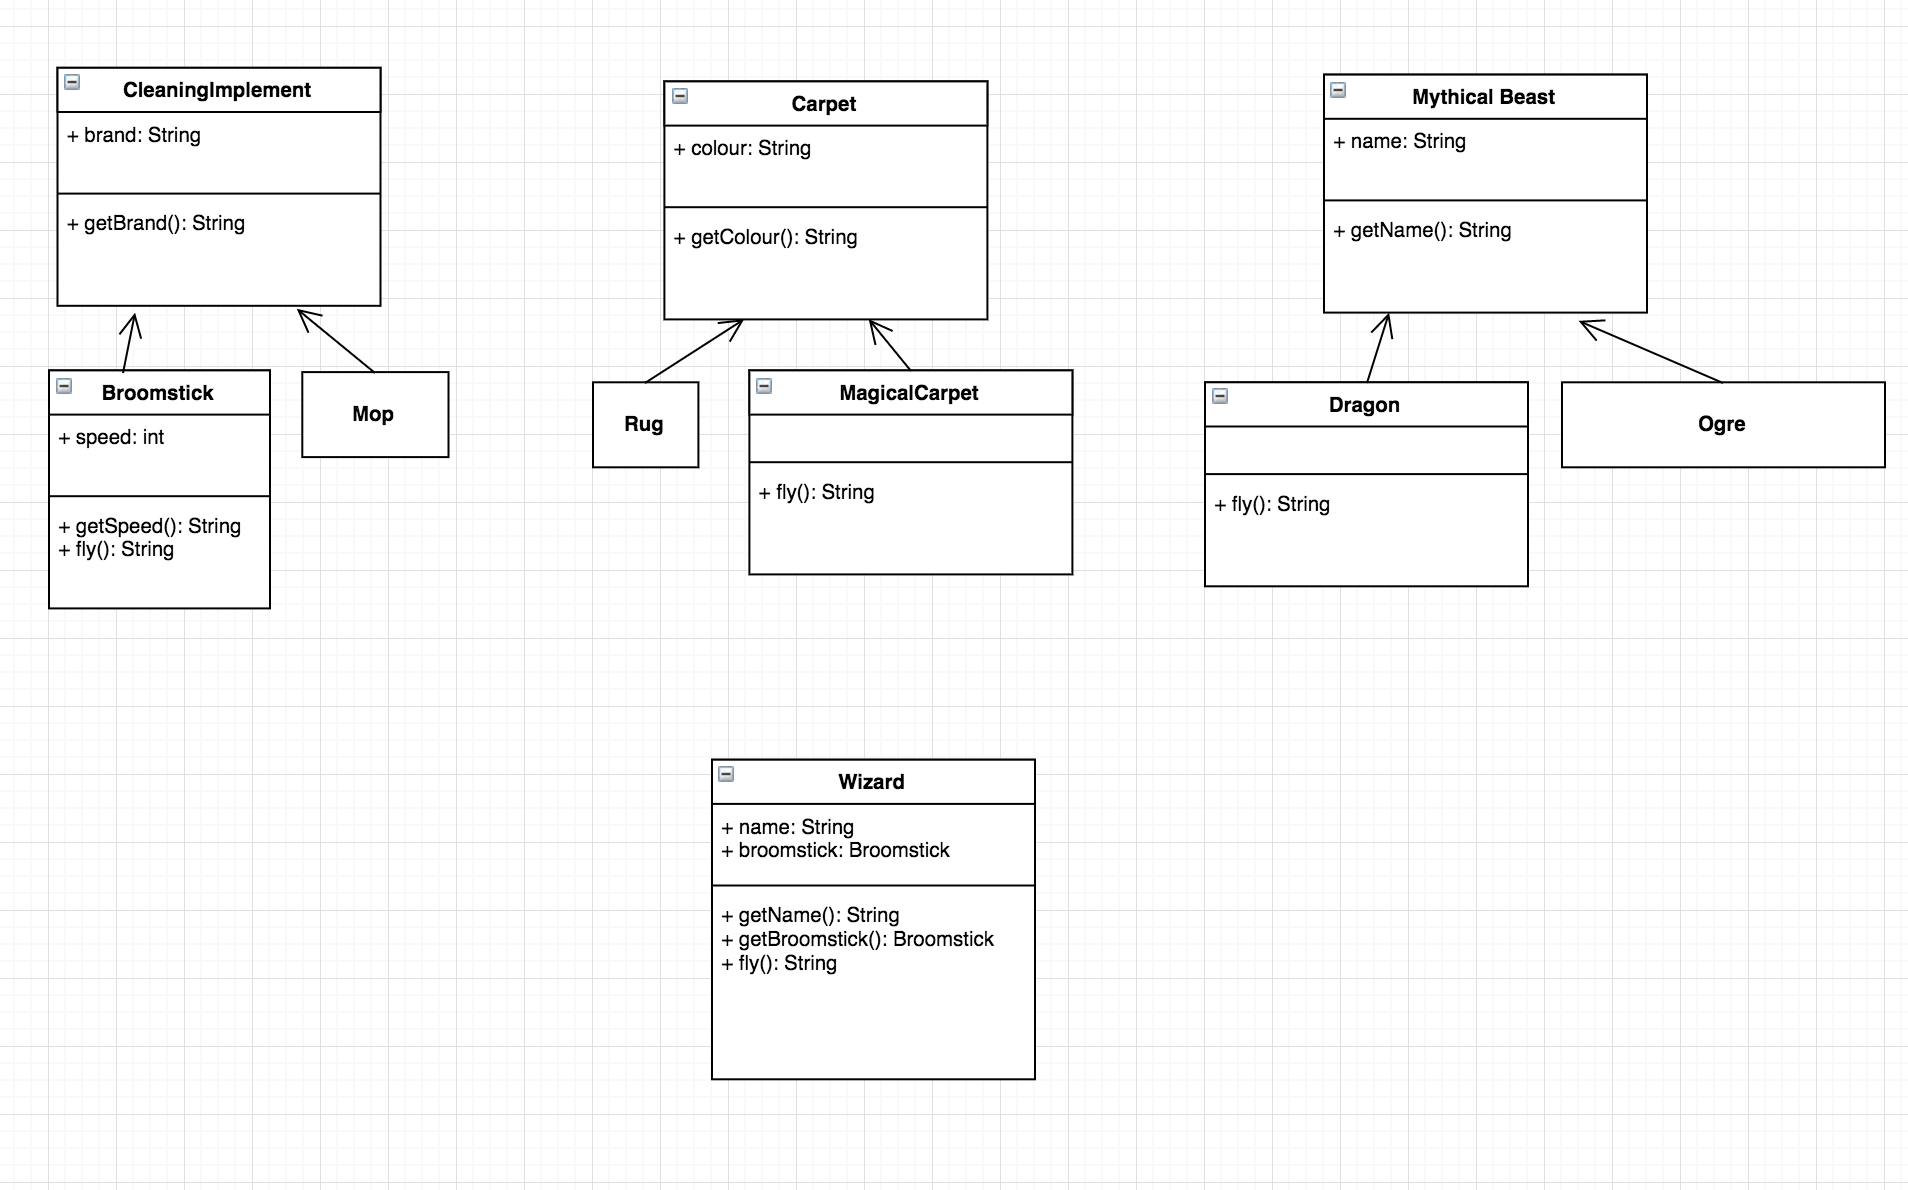 CleaningImplement
+ brand: String
+ getBrand(): String
Broomstick
+ speed: int
+ getSpeed(): String
+ fly(): String
Mop
Carpet
+ colour: String
+ getColour(): String
Rug
MagicalCarpet
+ fly(): String
Mythical Beast
+ name: String
+ getName(): String
Dragon
+ fly(): String
Ogre
Wizard
+ name: String
+ broomstick: Broomstick
+ getName(): String
+ getBroomstick(): Broomstick
+ fly(): String